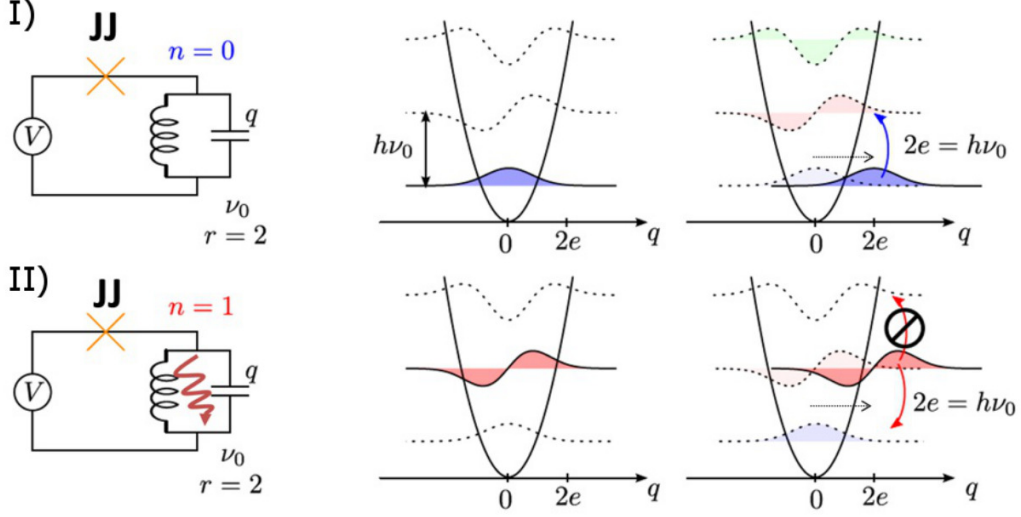 I)
JJ
n = 0
V
q
ν₀
r = 2
hν₀
0
2e
q
2e = hν₀
0
2e
q
II)
JJ
n = 1
V
q
ν₀
r = 2
0
2e
q
2e = hν₀
0
2e
q